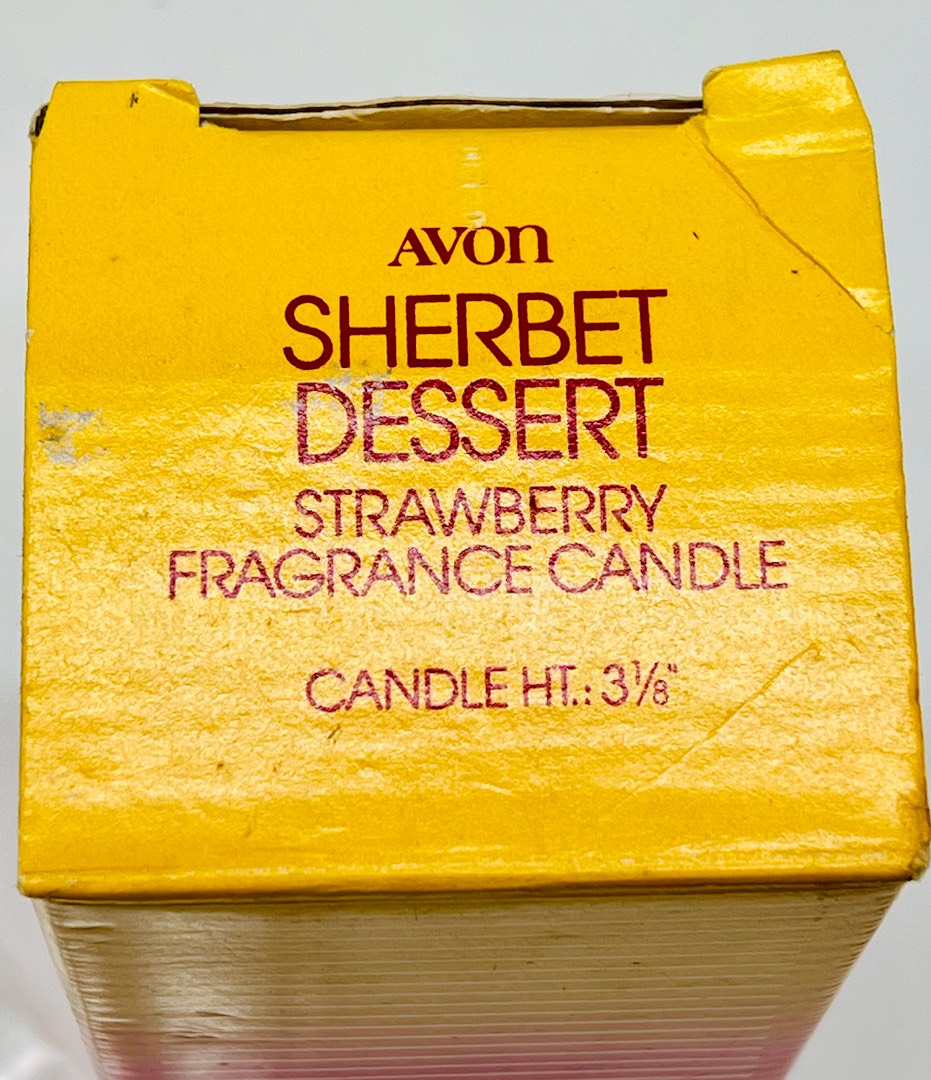 AVON
SHERBET
DESSERT
STRAWBERRY
FRAGRANCE CANDLE
CANDLE HT.: 3⅛"